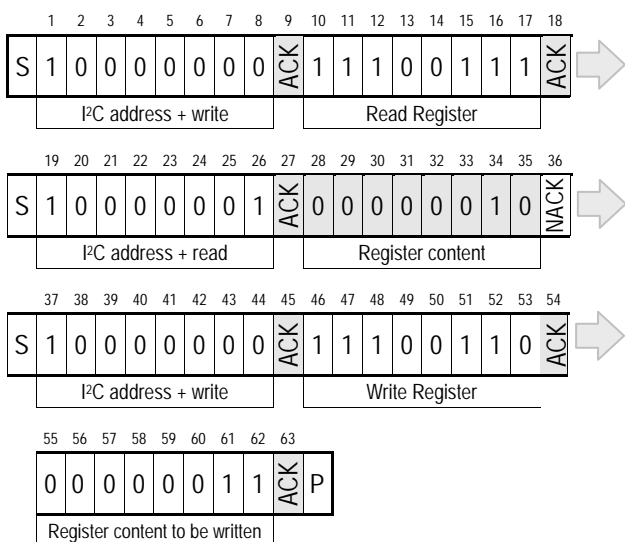 1 2 3 4 5 6 7 8 9 10 11 12 13 14 15 16 17 18
S 1 0 0 0 0 0 0 0 ACK 1 1 1 0 0 1 1 1 ACK
I²C address + write Read Register
19 20 21 22 23 24 25 26 27 28 29 30 31 32 33 34 35 36
S 1 0 0 0 0 0 0 1 ACK 0 0 0 0 0 0 1 0 NACK
I²C address + read Register content
37 38 39 40 41 42 43 44 45 46 47 48 49 50 51 52 53 54
S 1 0 0 0 0 0 0 0 ACK 1 1 1 0 0 1 1 0 ACK
I²C address + write Write Register
55 56 57 58 59 60 61 62 63
0 0 0 0 0 0 1 1 ACK P
Register content to be written